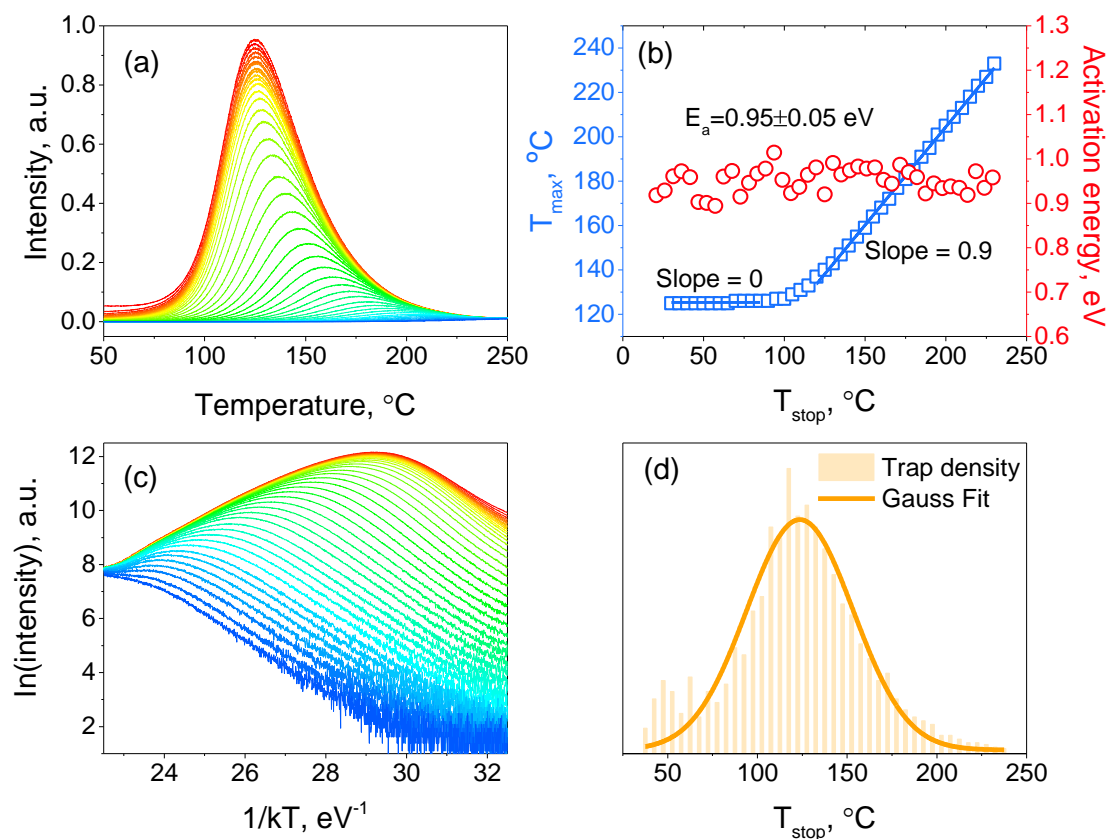 (a)
1.0
0.8
0.6
0.4
0.2
0.0
Intensity, a.u.
50 100 150 200 250
Temperature, °C
(b)
240
220
200
180
160
140
120
T_max, °C
E_a=0.95±0.05 eV
Slope = 0
Slope = 0.9
1.3
1.2
1.1
1.0
0.9
0.8
0.7
0.6
Activation energy, eV
0 50 100 150 200 250
T_stop, °C
(c)
12
10
8
6
4
2
ln(intensity), a.u.
24 26 28 30 32
1/kT, eV⁻¹
(d)
Trap density
Gauss Fit
50 100 150 200 250
T_stop, °C